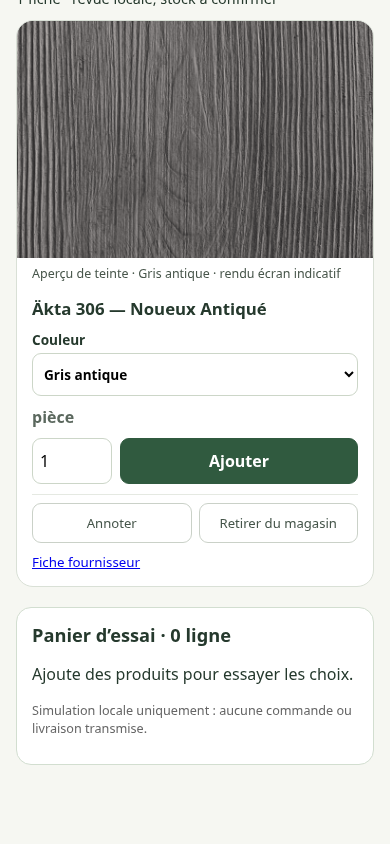 1 fiche · revue locale, stock à confirmer
Aperçu de teinte · Gris antique · rendu écran indicatif
Äkta 306 — Noueux Antiqué
Couleur
Gris antique
pièce
1
Ajouter
Annoter
Retirer du magasin
Fiche fournisseur
Panier d’essai · 0 ligne
Ajoute des produits pour essayer les choix.
Simulation locale uniquement : aucune commande ou
livraison transmise.